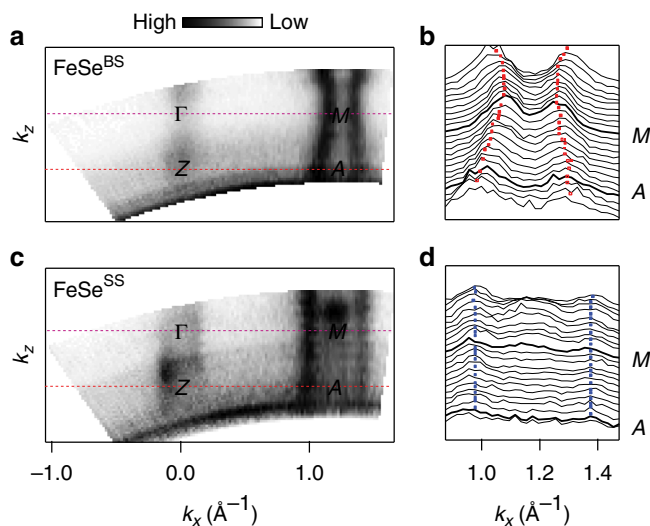 High Low
a
FeSe^BS
Γ
M
Z
A
k_z
b
M
A
c
FeSe^SS
Γ
M
Z
A
k_z
d
M
A
−1.0 0.0 1.0
k_x (Å⁻¹)
1.0 1.2 1.4
k_x (Å⁻¹)